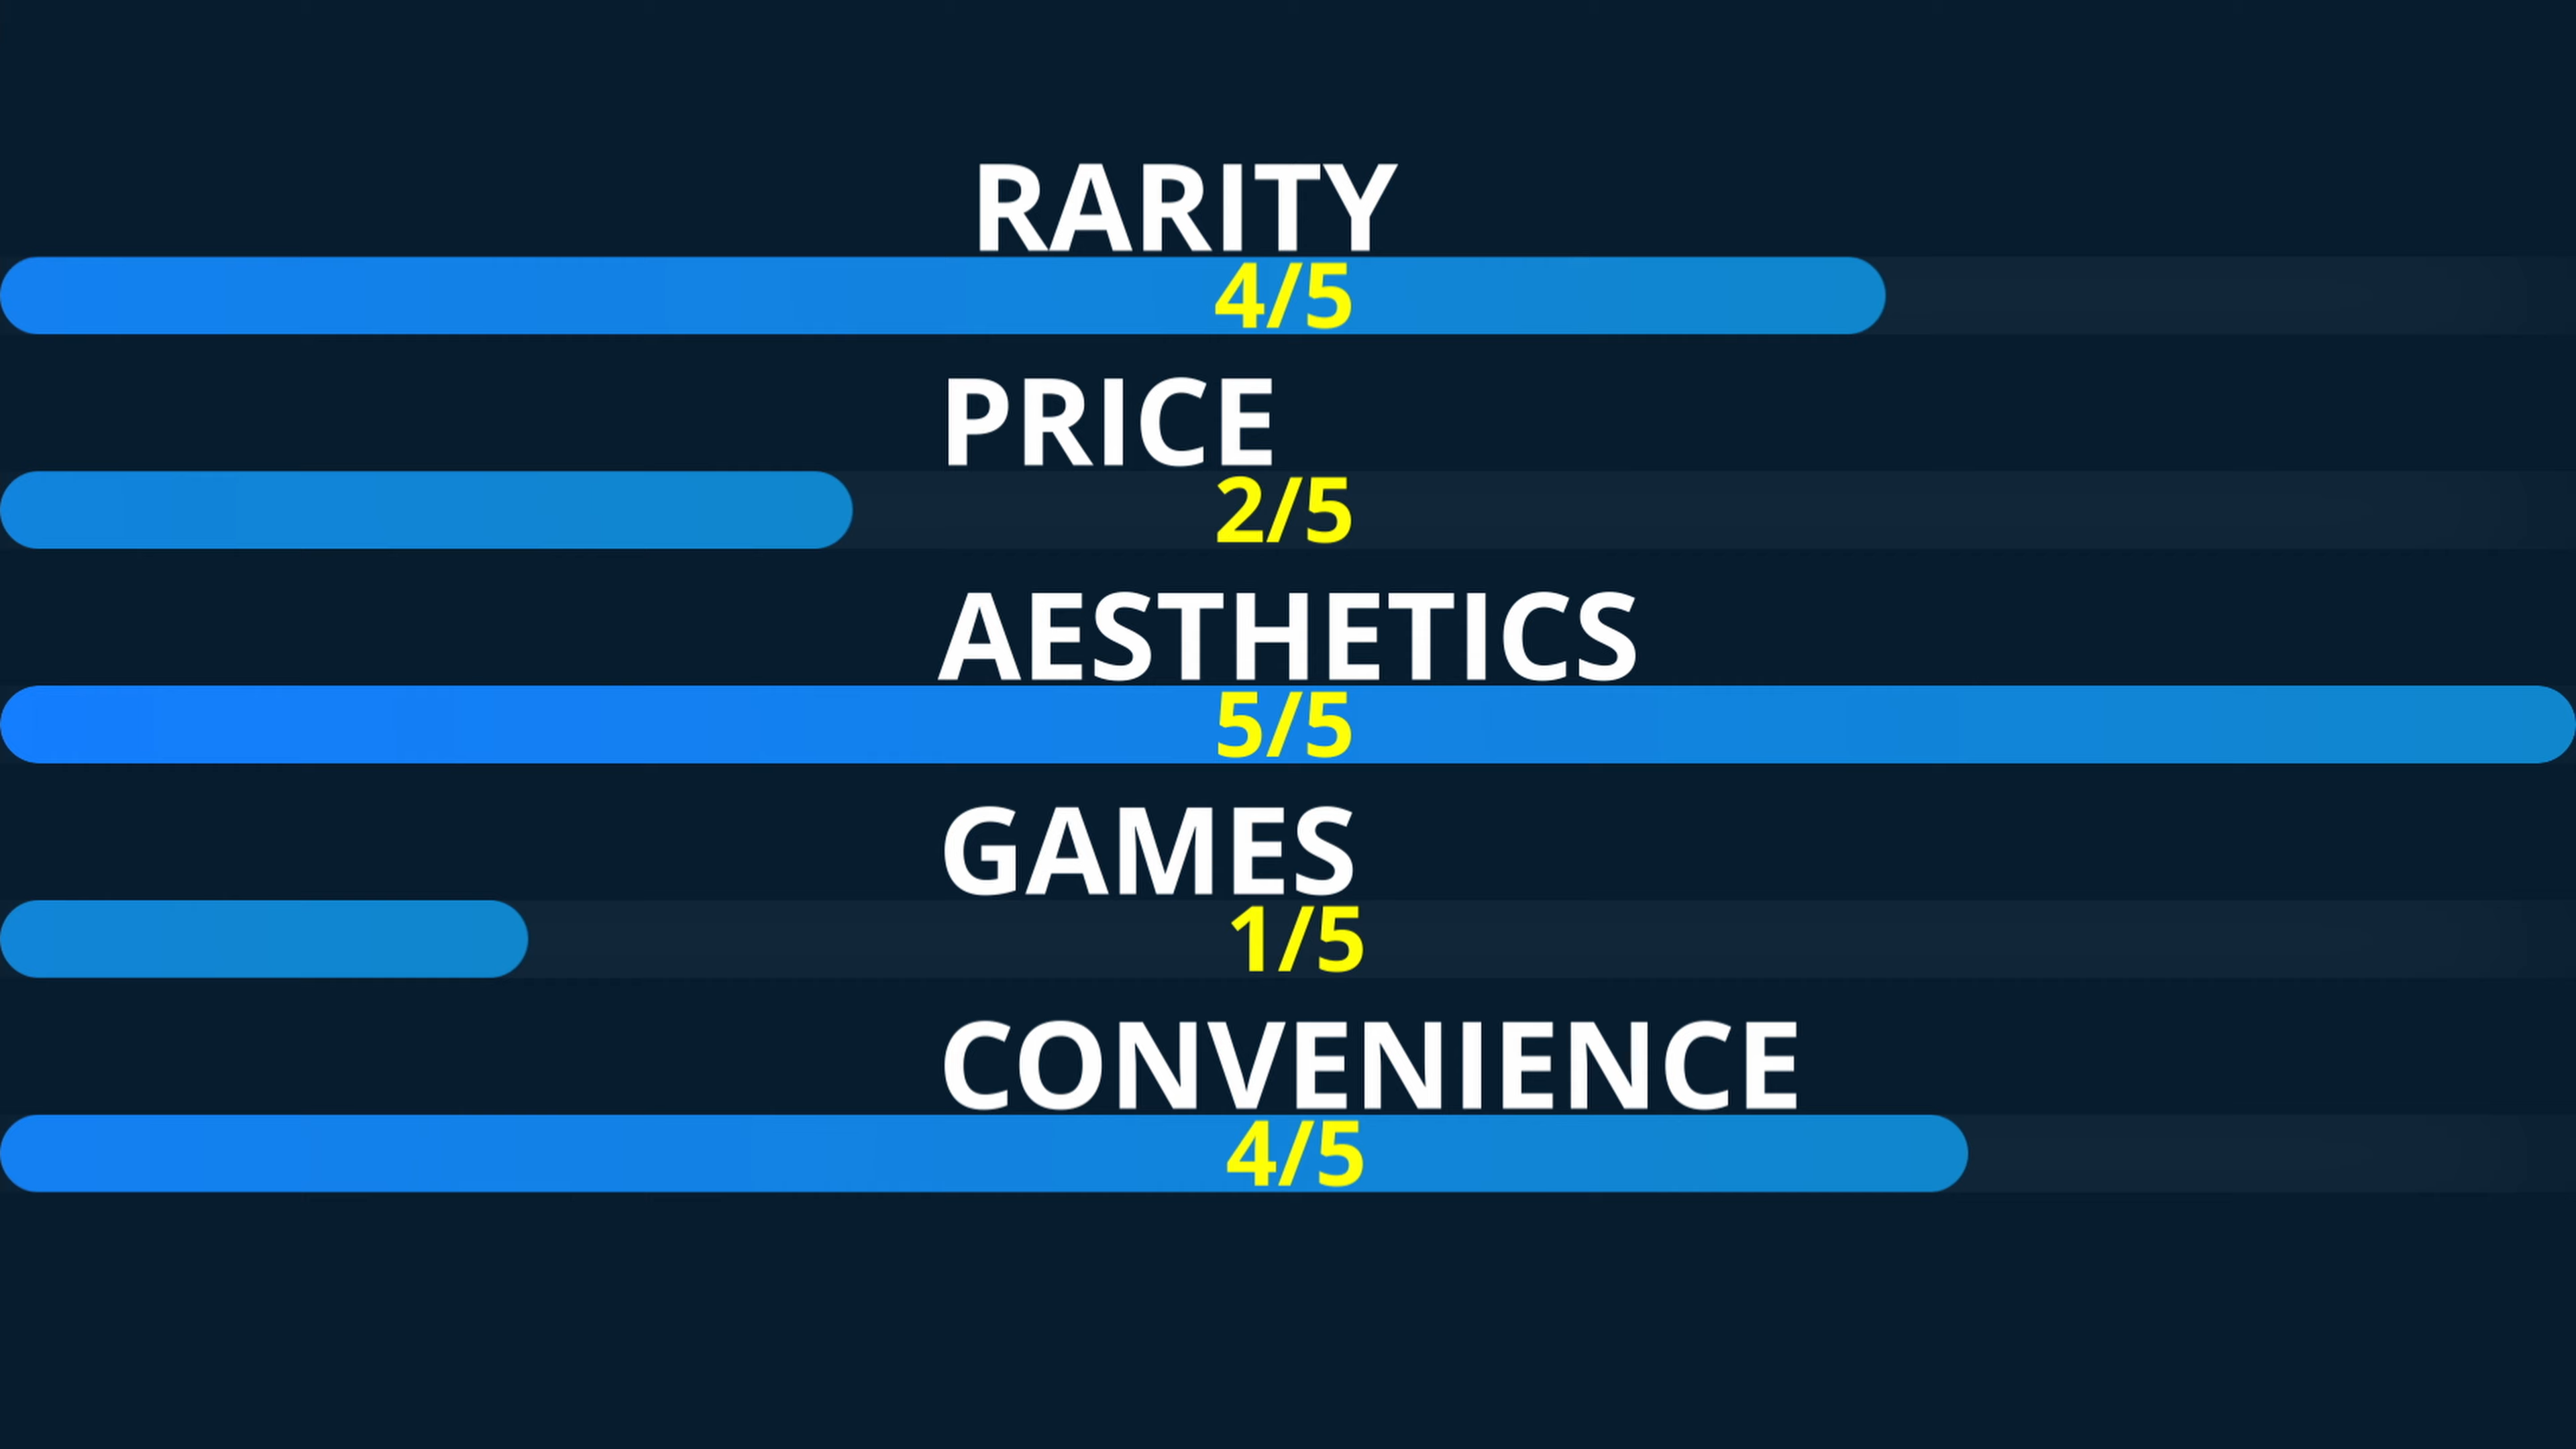 RARITY
4/5
PRICE
2/5
AESTHETICS
5/5
GAMES
1/5
CONVENIENCE
4/5